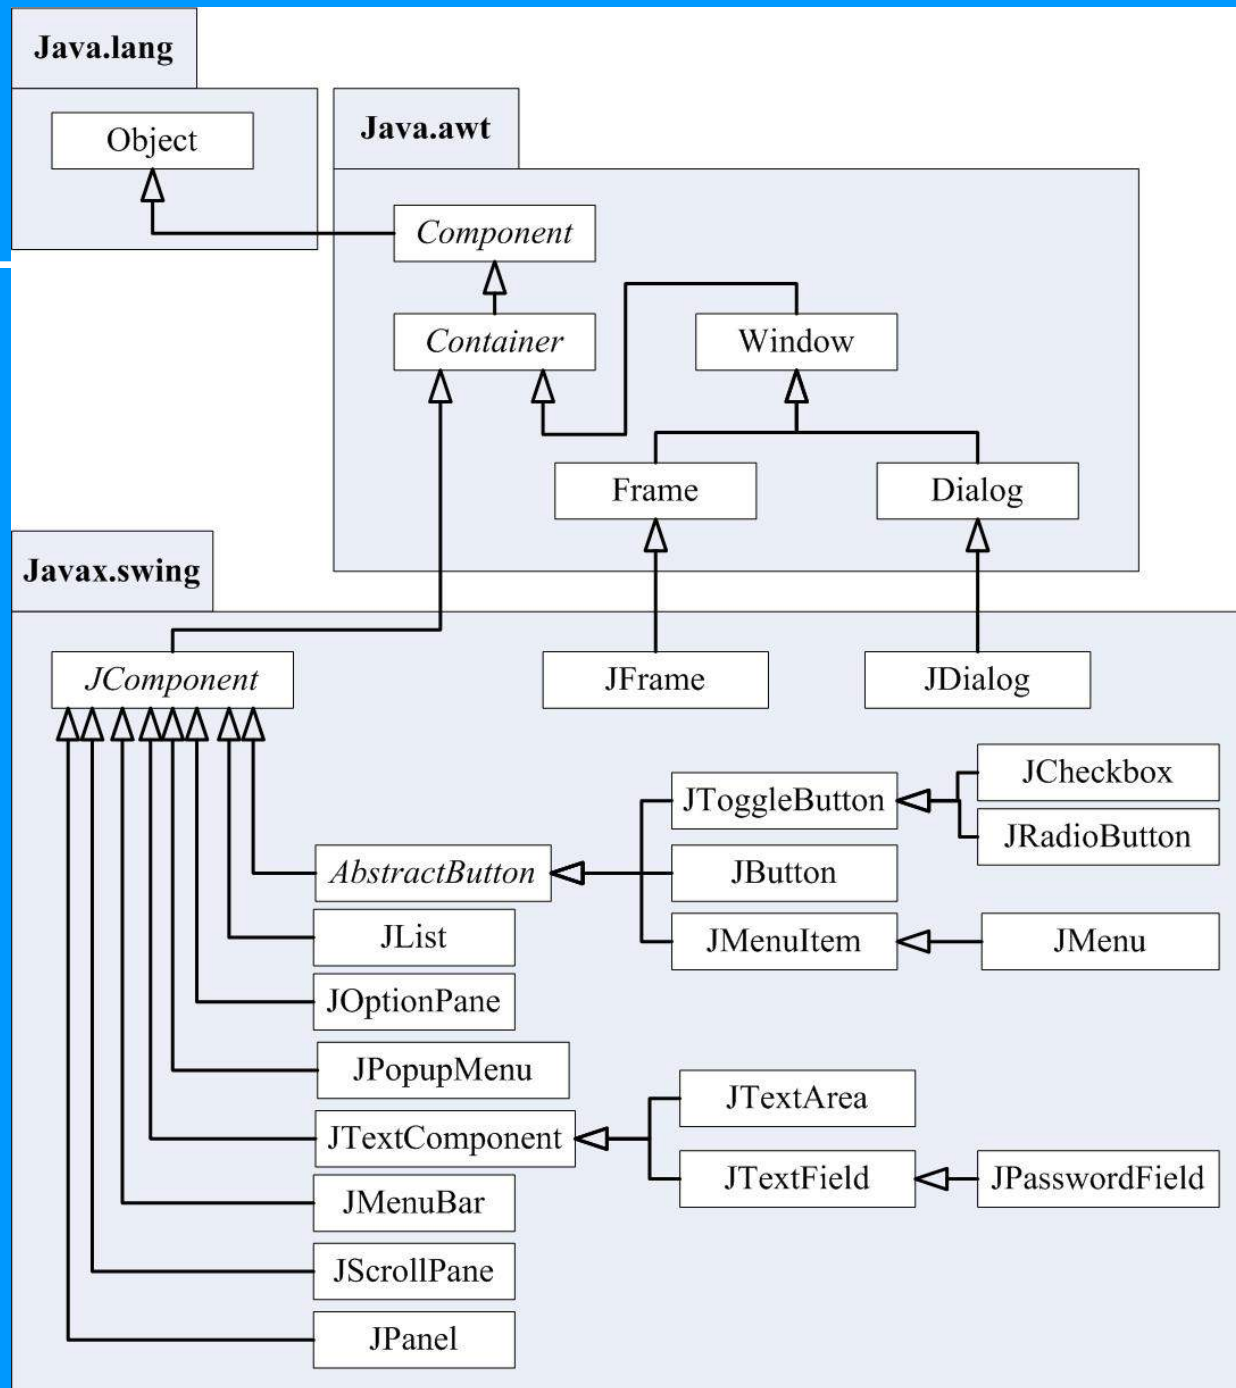 Java.lang
Object
Java.awt
Component
Container
Window
Frame
Dialog
Javax.swing
JComponent
JFrame
JDialog
JToggleButton
JCheckbox
JRadioButton
AbstractButton
JButton
JList
JMenuItem
JMenu
JOptionPane
JPopupMenu
JTextArea
JTextComponent
JTextField
JPasswordField
JMenuBar
JScrollPane
JPanel